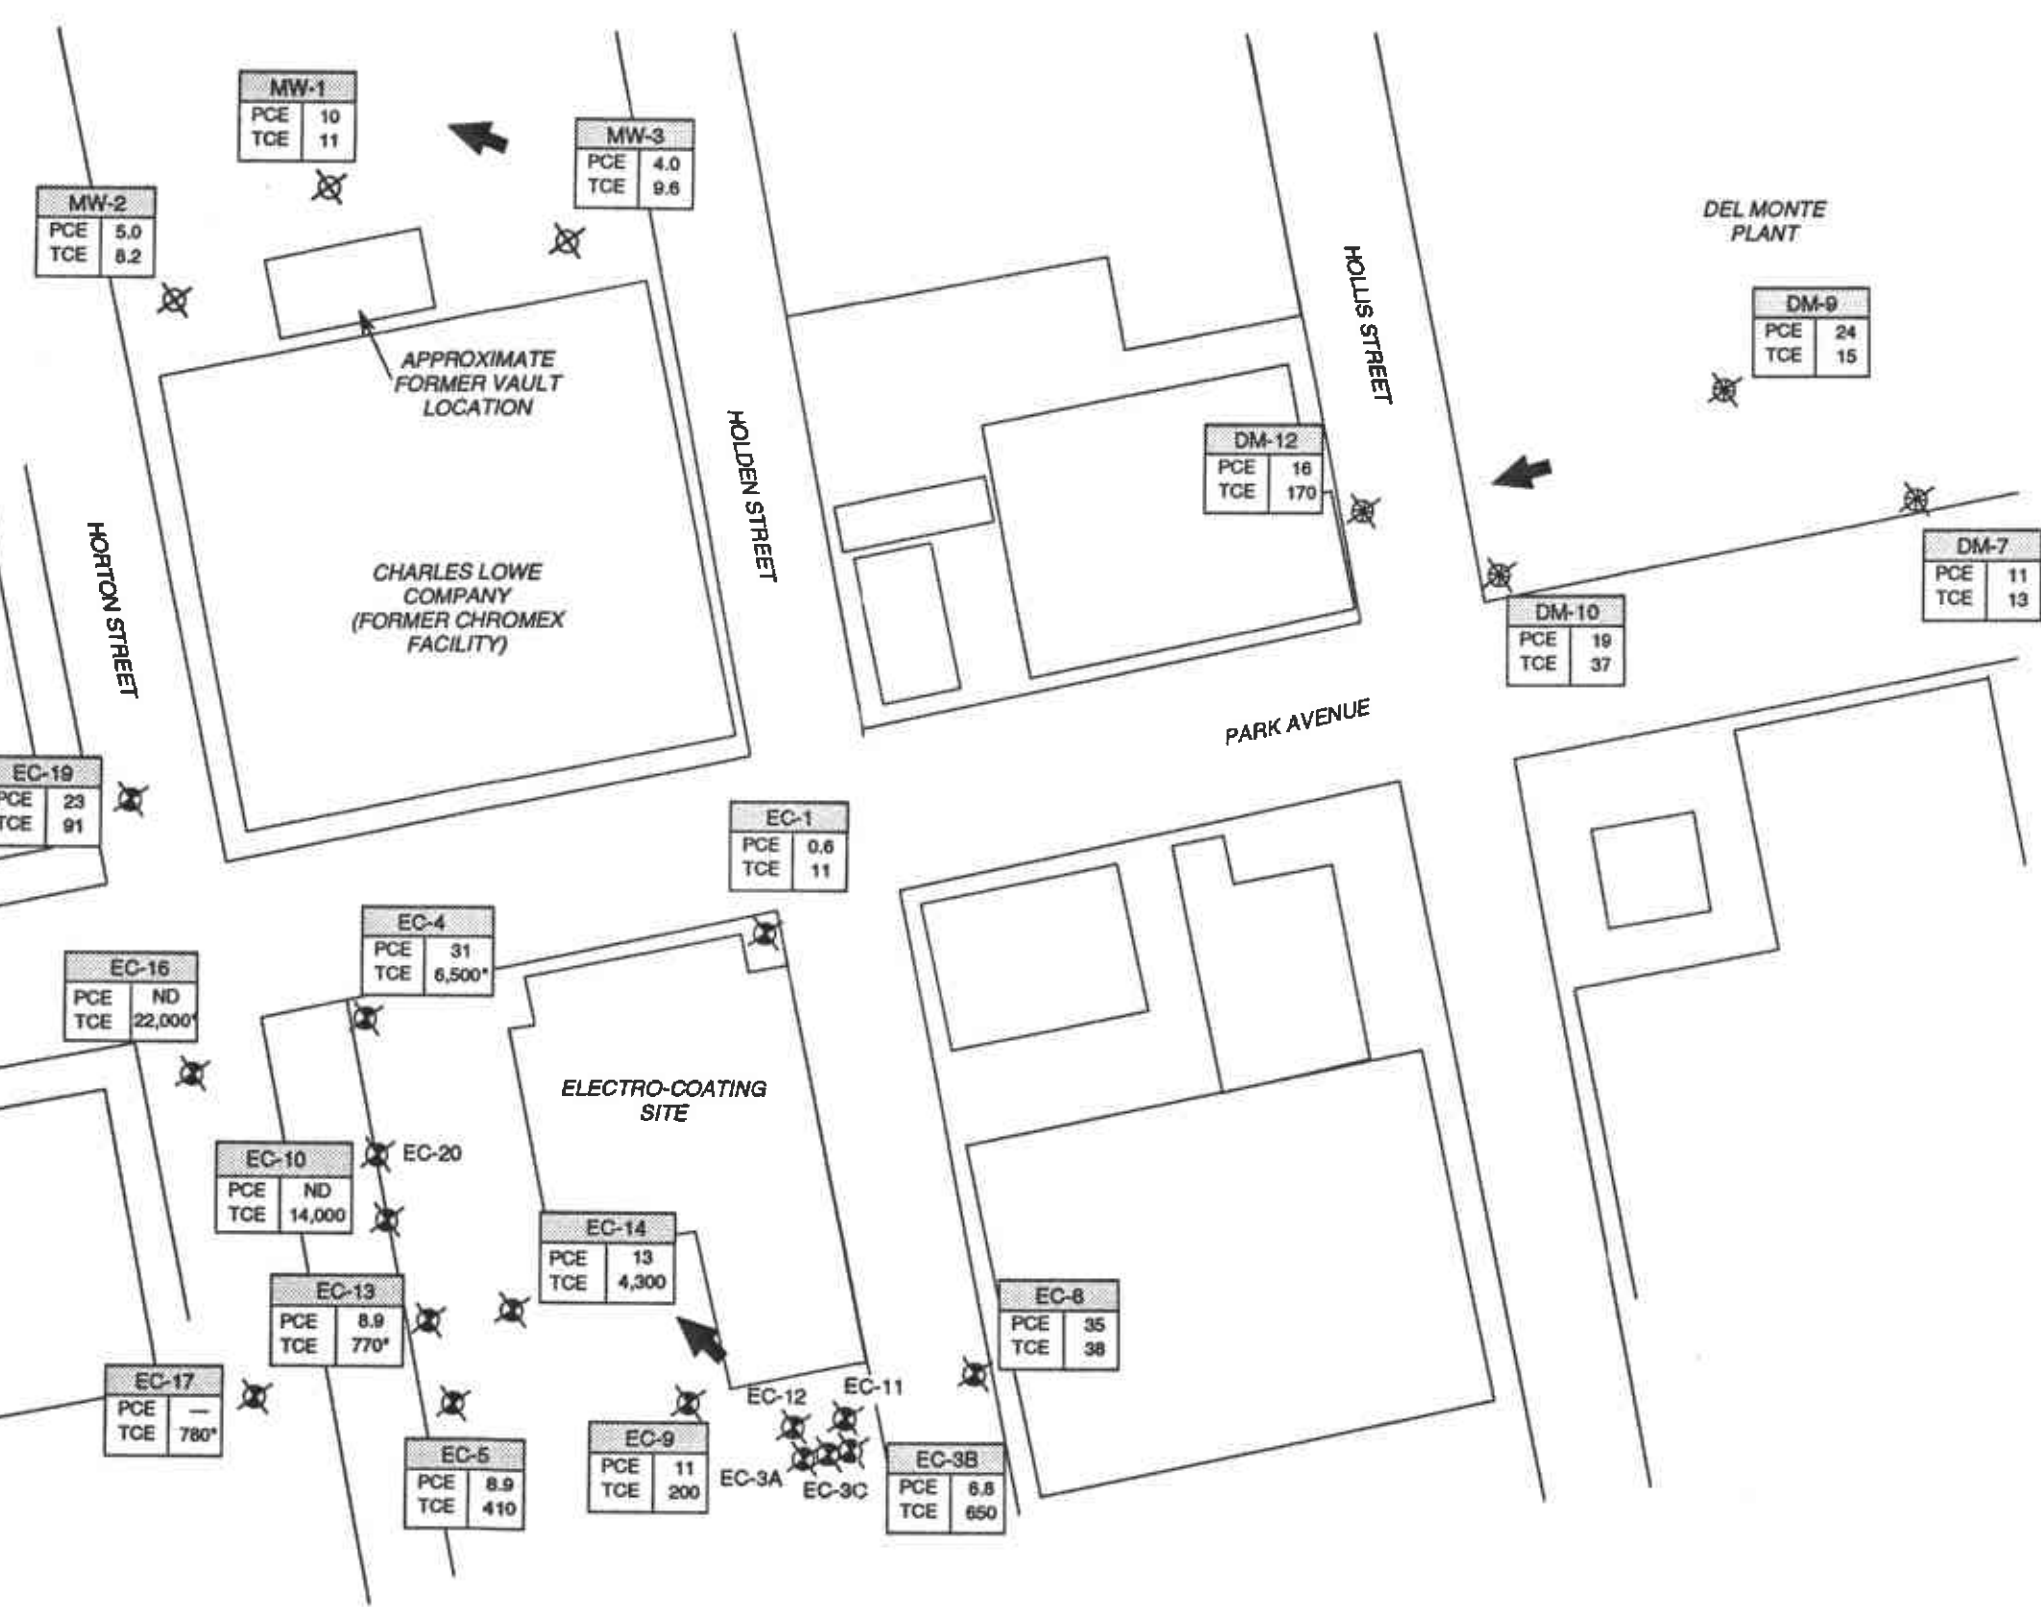 MW-1
PCE 10
TCE 11
MW-3
PCE 4.0
TCE 9.6
MW-2
PCE 5.0
TCE 8.2
DEL MONTE
PLANT
HOLLIS STREET
DM-9
PCE 24
TCE 15
APPROXIMATE
FORMER VAULT
LOCATION
HOLDEN STREET
DM-12
PCE 16
TCE 170
HORTON STREET
DM-7
PCE 11
TCE 13
CHARLES LOWE
COMPANY
(FORMER CHROMEX
FACILITY)
DM-10
PCE 19
TCE 37
PARK AVENUE
EC-19
PCE 23
TCE 91
EC-1
PCE 0.6
TCE 11
EC-4
PCE 31
TCE 6,500*
EC-16
PCE ND
TCE 22,000*
ELECTRO-COATING
SITE
EC-20
EC-10
PCE ND
TCE 14,000
EC-14
PCE 13
TCE 4,300
EC-13
PCE 8.9
TCE 770*
EC-8
PCE 35
TCE 38
EC-17
PCE —
TCE 780*
EC-12
EC-11
EC-9
PCE 11
TCE 200
EC-5
PCE 8.9
TCE 410
EC-3A
EC-3C
EC-3B
PCE 6.8
TCE 650